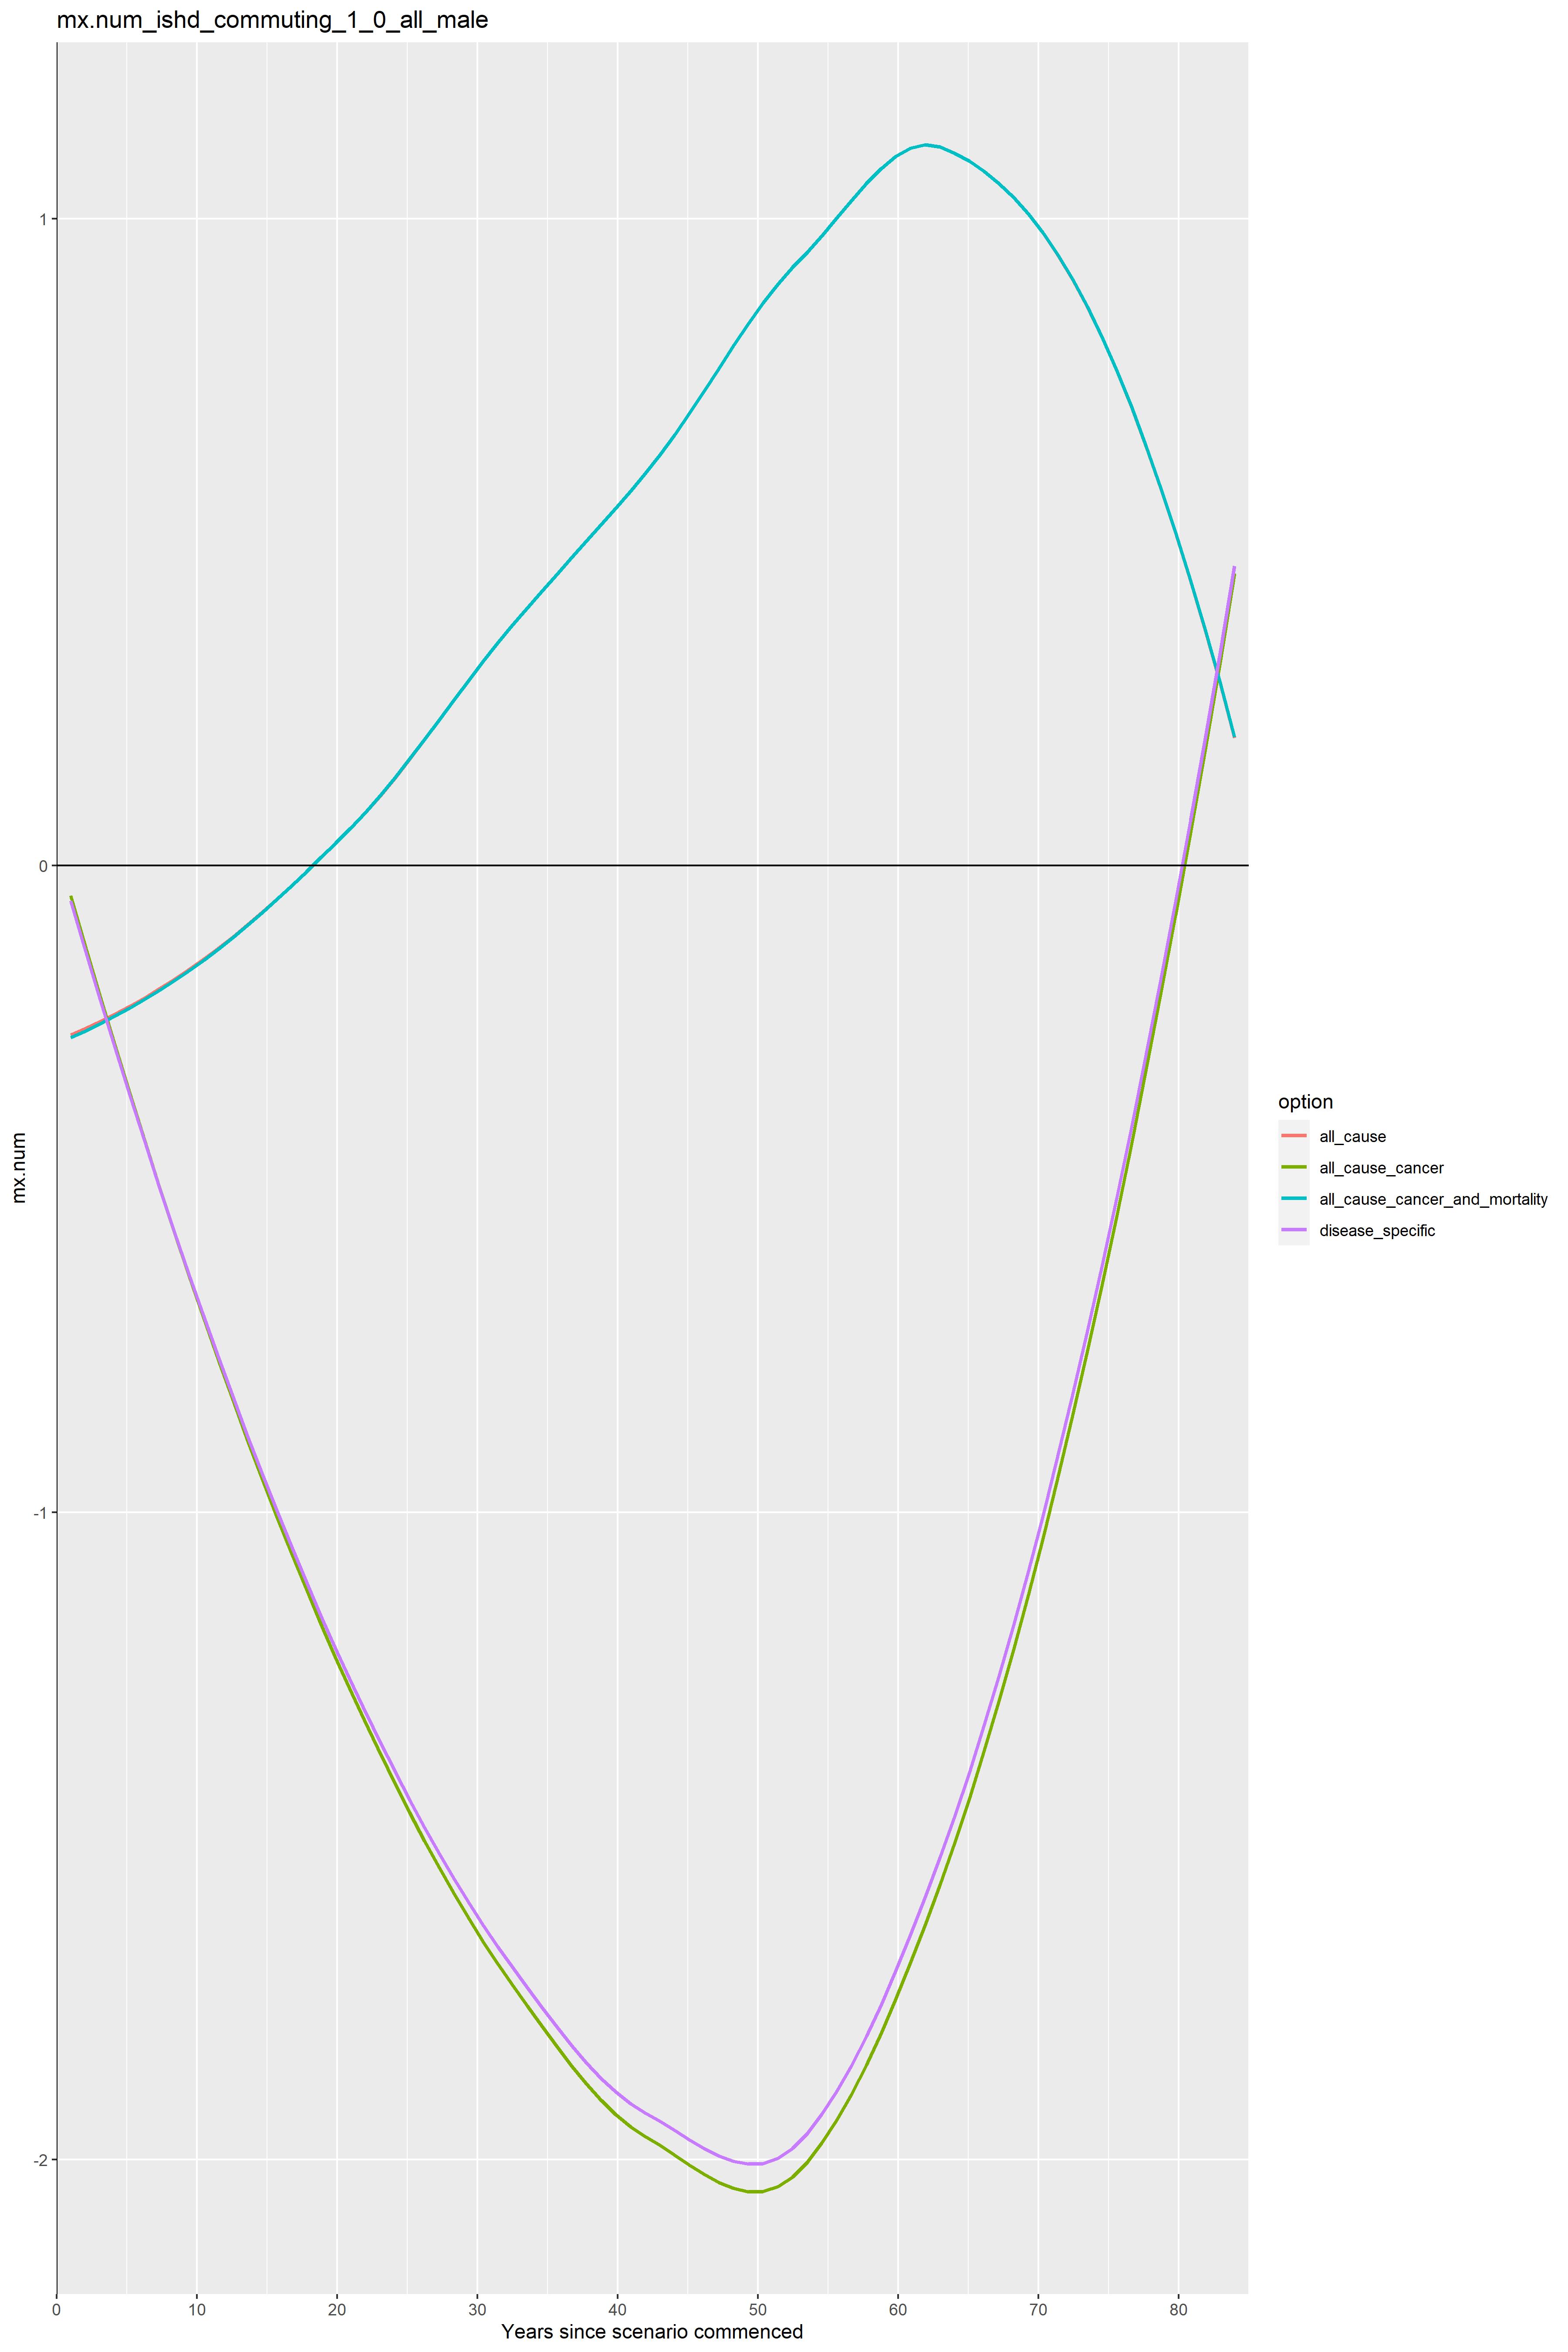 mx.num_ishd_commuting_1_0_all_male
1
0
-1
-2
mx.num
0 10 20 30 40 50 60 70 80
Years since scenario commenced
option
all_cause
all_cause_cancer
all_cause_cancer_and_mortality
disease_specific